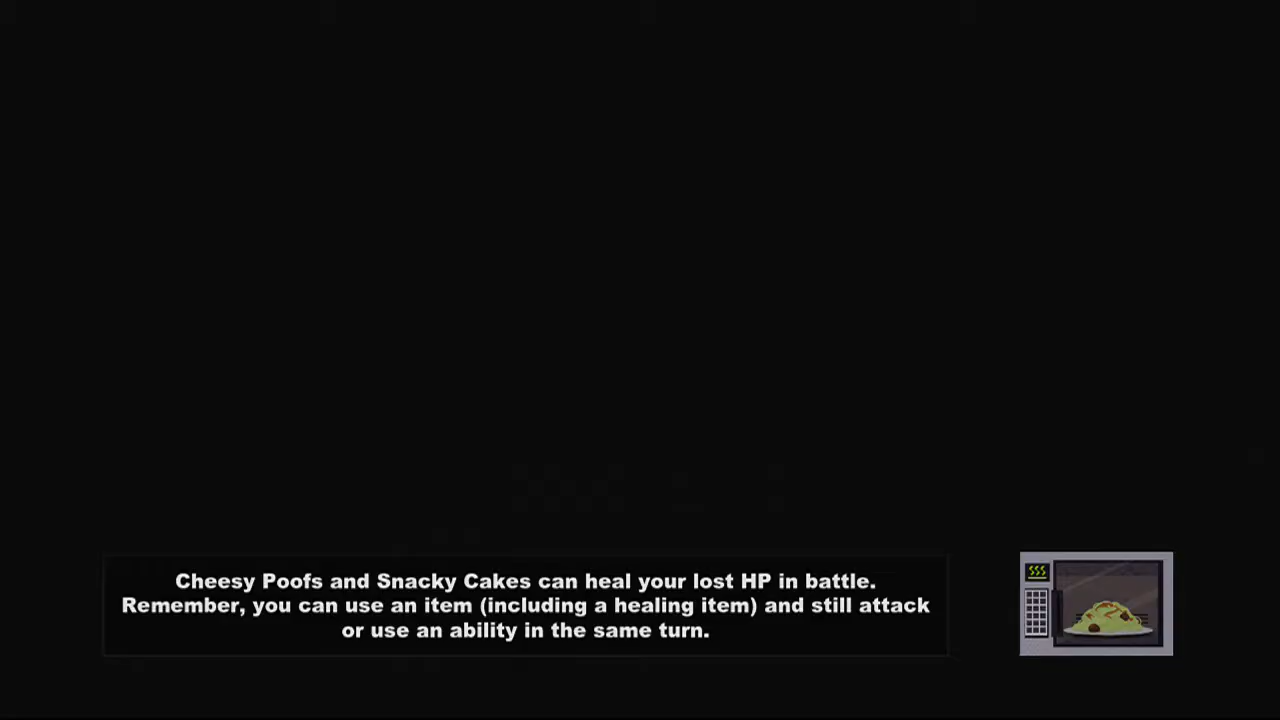 Cheesy Poofs and Snacky Cakes can heal your lost HP in battle.
Remember, you can use an item (including a healing item) and still attack
or use an ability in the same turn.